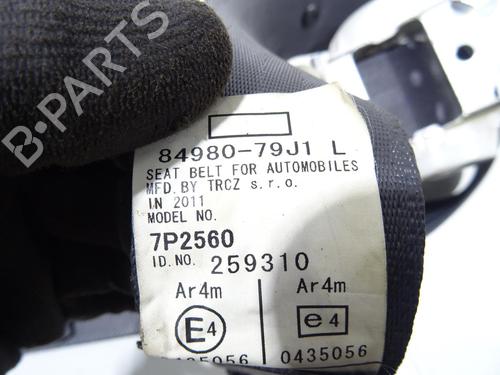 84980-79J1 L
SEAT BELT FOR AUTOMOBILES
MFD. BY TRCZ s.r.o.
IN 2011
MODEL NO.
7P2560
ID. NO. 259310
Ar4m Ar4m
E4 e4
0435056 0435056
B-PARTS